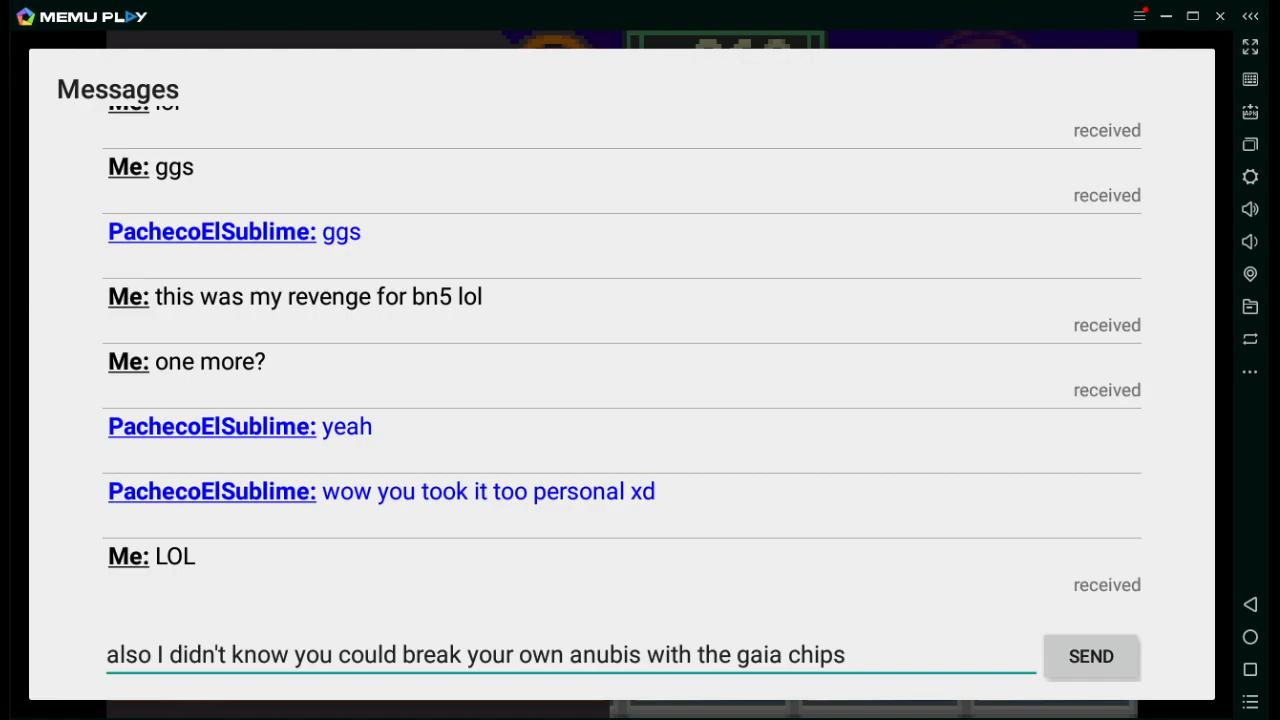 MEMU PLAY
Messages
Me: lol
received
Me: ggs
received
PachecoElSublime: ggs
Me: this was my revenge for bn5 lol
received
Me: one more?
received
PachecoElSublime: yeah
PachecoElSublime: wow you took it too personal xd
Me: LOL
received
also I didn't know you could break your own anubis with the gaia chips
SEND